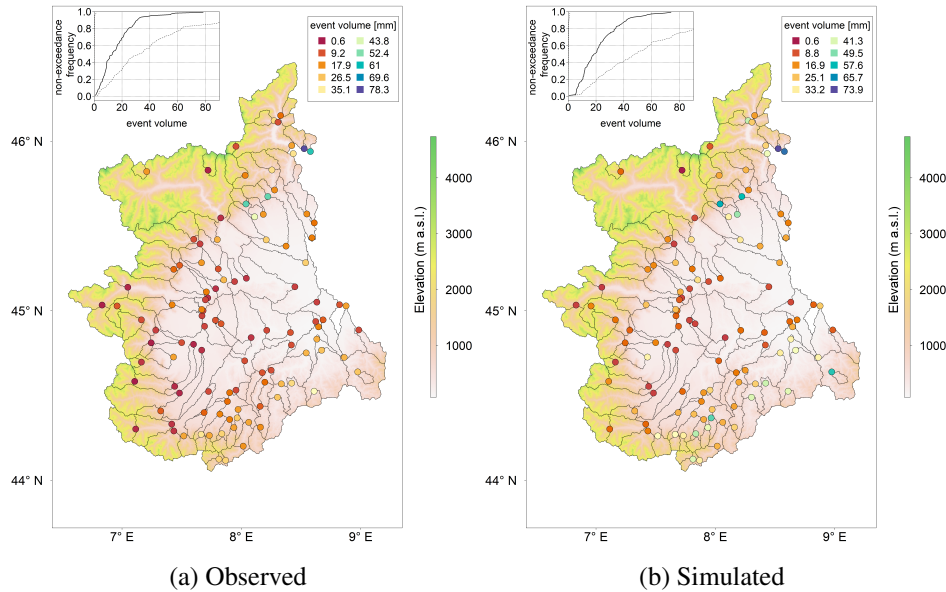 1.0
0.8
0.6
0.4
0.2
0.0
non-exceedance
frequency
0 20 40 60 80
event volume
event volume [mm]
0.6 43.8
9.2 52.4
17.9 61
26.5 69.6
35.1 78.3
46° N
45° N
44° N
7° E 8° E 9° E
4000
3000
2000
1000
Elevation (m a.s.l.)
(a) Observed
1.0
0.8
0.6
0.4
0.2
0.0
non-exceedance
frequency
0 20 40 60 80
event volume
event volume [mm]
0.6 41.3
8.8 49.5
16.9 57.6
25.1 65.7
33.2 73.9
46° N
45° N
44° N
7° E 8° E 9° E
4000
3000
2000
1000
Elevation (m a.s.l.)
(b) Simulated